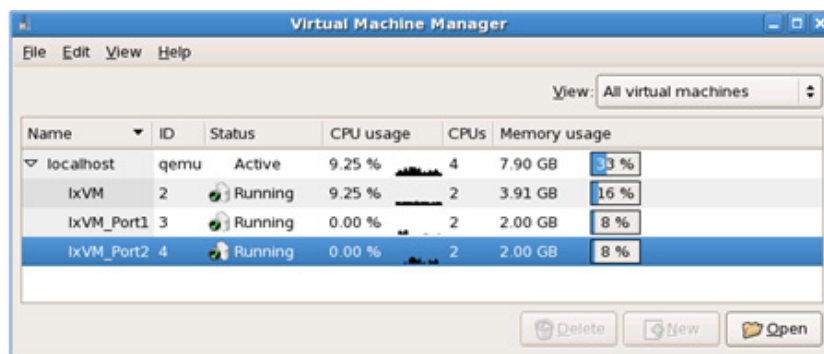 Virtual Machine Manager
File Edit View Help
View: All virtual machines
Name ID Status CPU usage CPUs Memory usage
localhost qemu Active 9.25 % 4 7.90 GB 33 %
IxVM 2 Running 9.25 % 2 3.91 GB 16 %
IxVM_Port1 3 Running 0.00 % 2 2.00 GB 8 %
IxVM_Port2 4 Running 0.00 % 2 2.00 GB 8 %
Delete New Open